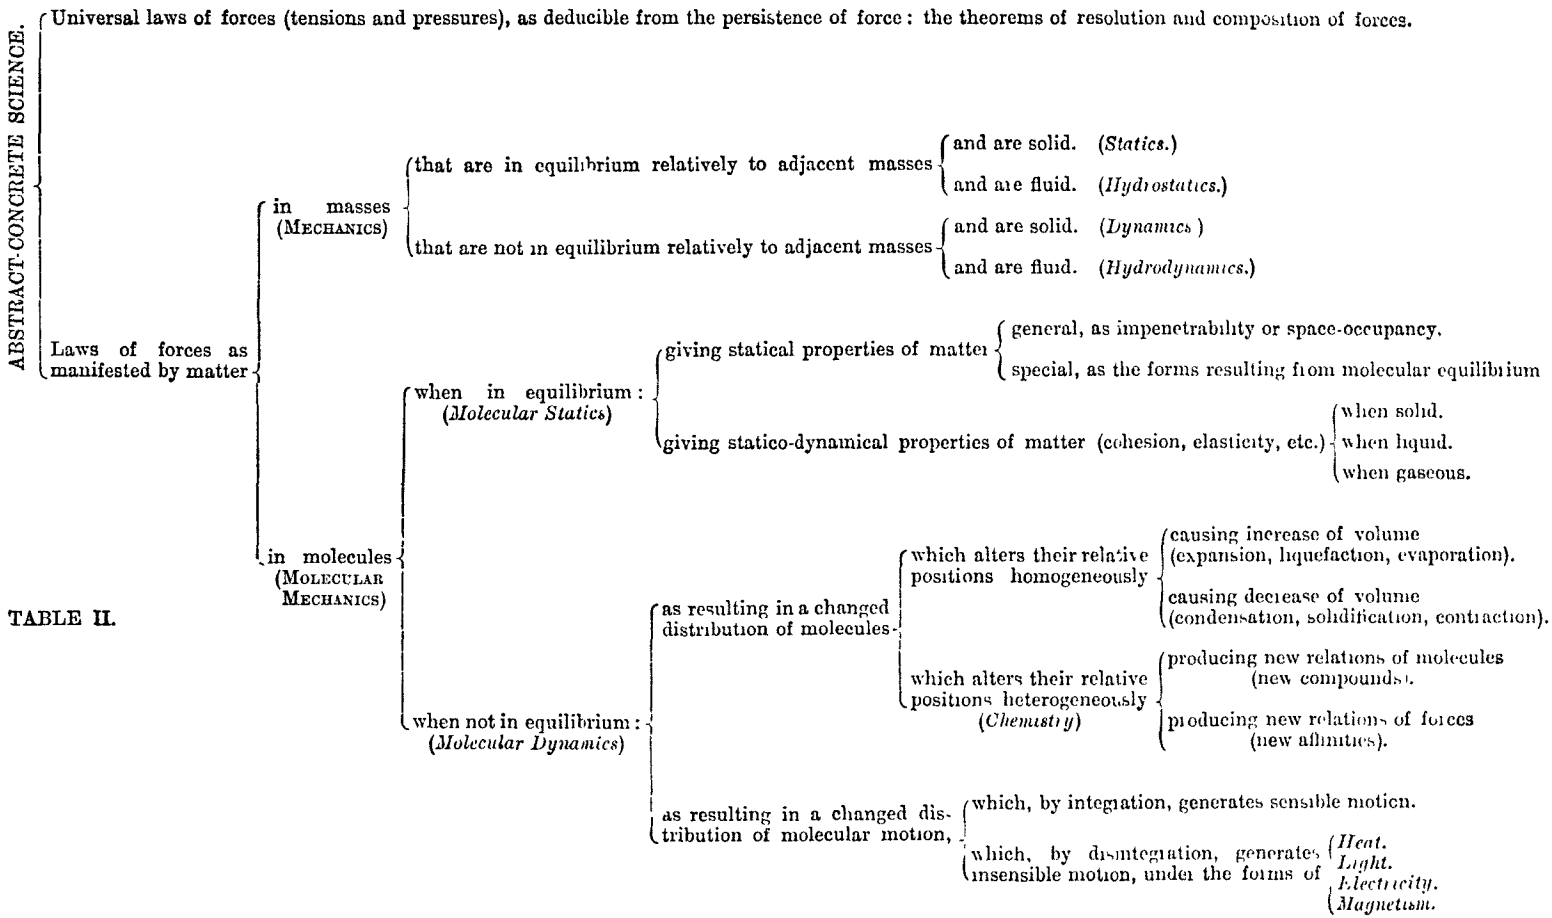 ABSTRACT-CONCRETE SCIENCE.
Universal laws of forces (tensions and pressures), as deducible from the persistence of force: the theorems of resolution and composition of forces.
Laws of forces as
manifested by matter
in masses
(MECHANICS)
that are in equilibrium relatively to adjacent masses
and are solid. (Statics.)
and are fluid. (Hydrostatics.)
that are not in equilibrium relatively to adjacent masses
and are solid. (Dynamics)
and are fluid. (Hydrodynamics.)
in molecules
(MOLECULAR
MECHANICS)
when in equilibrium:
(Molecular Statics)
giving statical properties of matter
general, as impenetrability or space-occupancy.
special, as the forms resulting from molecular equilibrium
giving statico-dynamical properties of matter (cohesion, elasticity, etc.)
when solid.
when liquid.
when gaseous.
when not in equilibrium:
(Molecular Dynamics)
as resulting in a changed
distribution of molecules
which alters their relative
positions homogeneously
causing increase of volume
(expansion, liquefaction, evaporation).
causing decrease of volume
(condensation, solidification, contraction).
which alters their relative
positions heterogeneously
(Chemistry)
producing new relations of molecules
(new compounds).
producing new relations of forces
(new affinities).
as resulting in a changed dis-
tribution of molecular motion,
which, by integration, generates sensible motion.
which, by disintegration, generates
insensible motion, under the forms of
Heat.
Light.
Electricity.
Magnetism.
TABLE II.